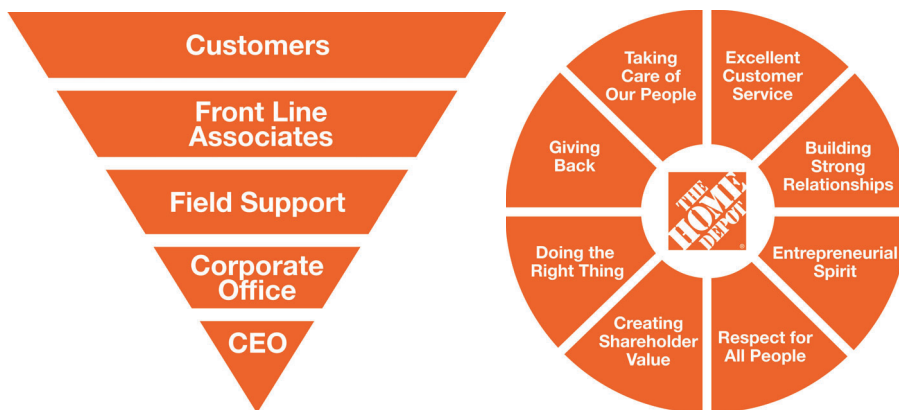 Customers
Front Line
Associates
Field Support
Corporate
Office
CEO
Taking
Care of
Our People
Excellent
Customer
Service
Building
Strong
Relationships
Entrepreneurial
Spirit
Respect for
All People
Creating
Shareholder
Value
Doing the
Right Thing
Giving
Back
THE
HOME
DEPOT
®